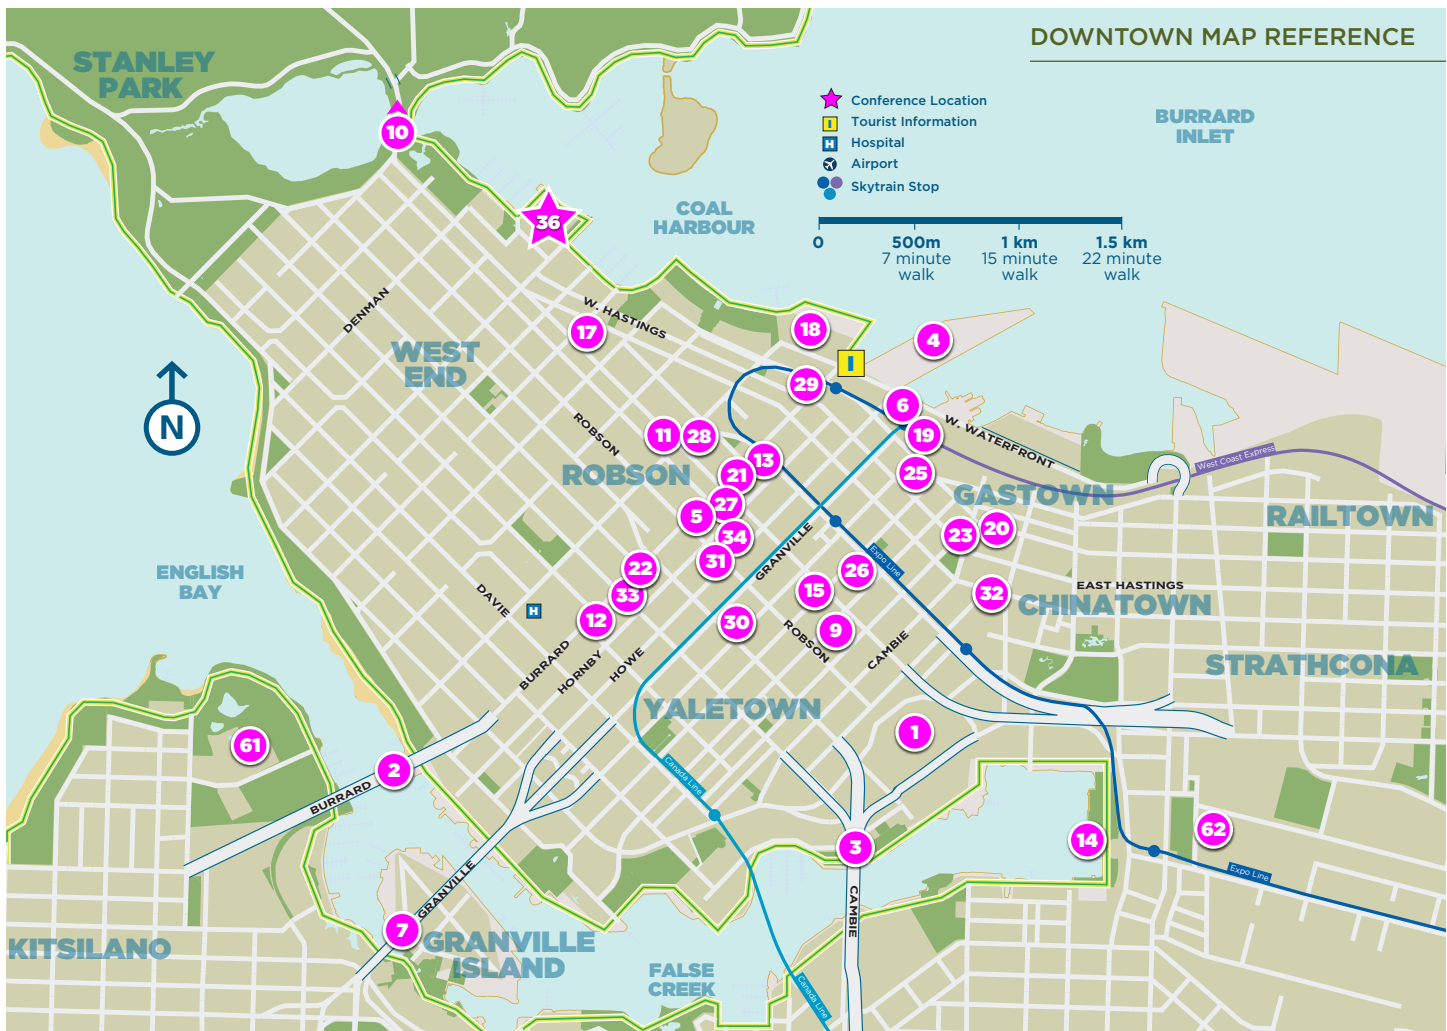 DOWNTOWN MAP REFERENCE
STANLEY
PARK
Conference Location
I Tourist Information
H Hospital
Airport
Skytrain Stop
BURRARD
INLET
10
36
COAL
HARBOUR
0
500m
7 minute
walk
1 km
15 minute
walk
1.5 km
22 minute
walk
DENMAN
W. HASTINGS
17
18
4
WEST
END
I
29
6
N
ROBSON
11
28
19
W. WATERFRONT
13
ROBSON
21
25
West Coast Express
GASTOWN
27
5
RAILTOWN
34
23
20
GRANVILLE
31
Expo Line
ENGLISH
BAY
22
26
DAVIE
H
33
15
32
EAST HASTINGS
CHINATOWN
12
30
9
ROBSON
CAMBIE
BURRARD
HORNBY
HOWE
STRATHCONA
YALETOWN
61
1
2
BURRARD
Canada Line
14
62
3
Expo Line
GRANVILLE
CAMBIE
7
KITSILANO
GRANVILLE
ISLAND
FALSE
CREEK
Canada Line